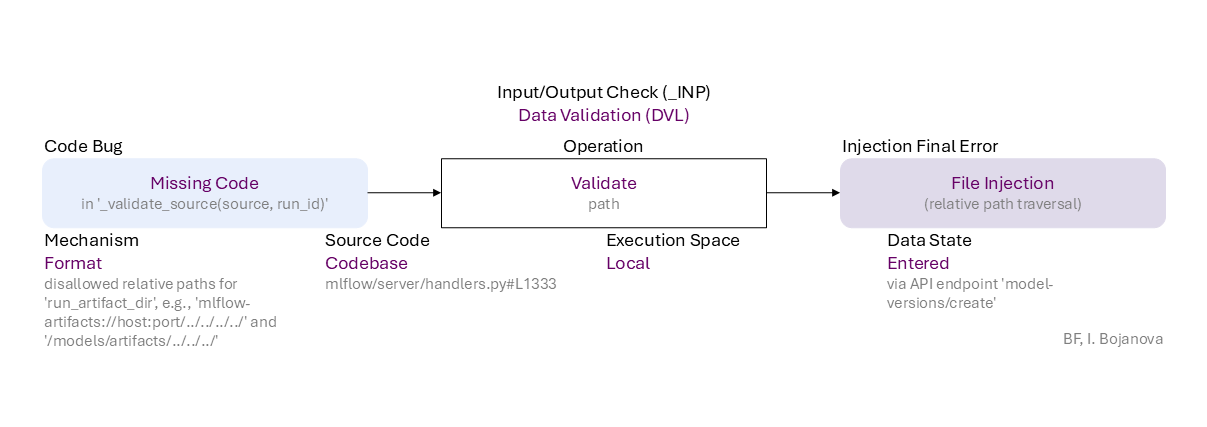 Input/Output Check (_INP)
Data Validation (DVL)
Code Bug
Operation
Injection Final Error
Missing Code
in '_validate_source(source, run_id)'
Validate
path
File Injection
(relative path traversal)
Mechanism
Format
disallowed relative paths for
'run_artifact_dir', e.g., 'mlflow-
artifacts://host:port/../../../../' and
'/models/artifacts/../../../'
Source Code
Codebase
mlflow/server/handlers.py#L1333
Execution Space
Local
Data State
Entered
via API endpoint 'model-
versions/create'
BF, I. Bojanova